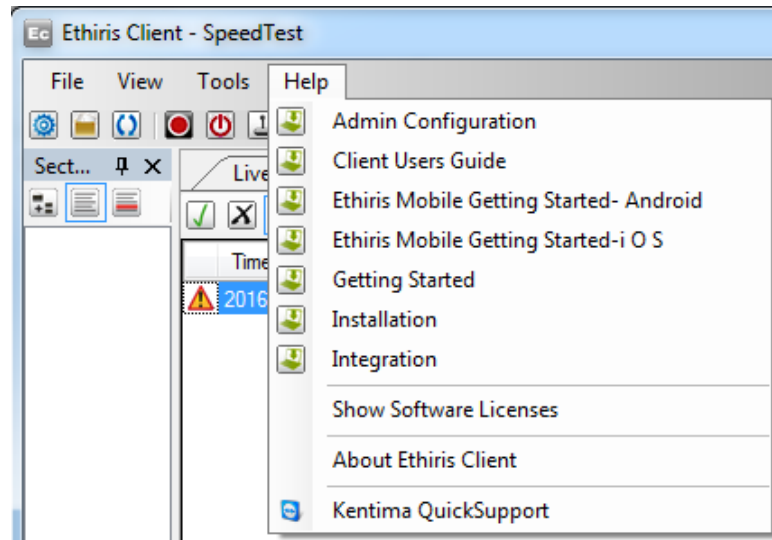 Ec Ethiris Client - SpeedTest
File View Tools Help
Admin Configuration
Sect... Client Users Guide
Live
Ethiris Mobile Getting Started- Android
Ethiris Mobile Getting Started-i O S
Time
Getting Started
2016
Installation
Integration
Show Software Licenses
About Ethiris Client
Kentima QuickSupport